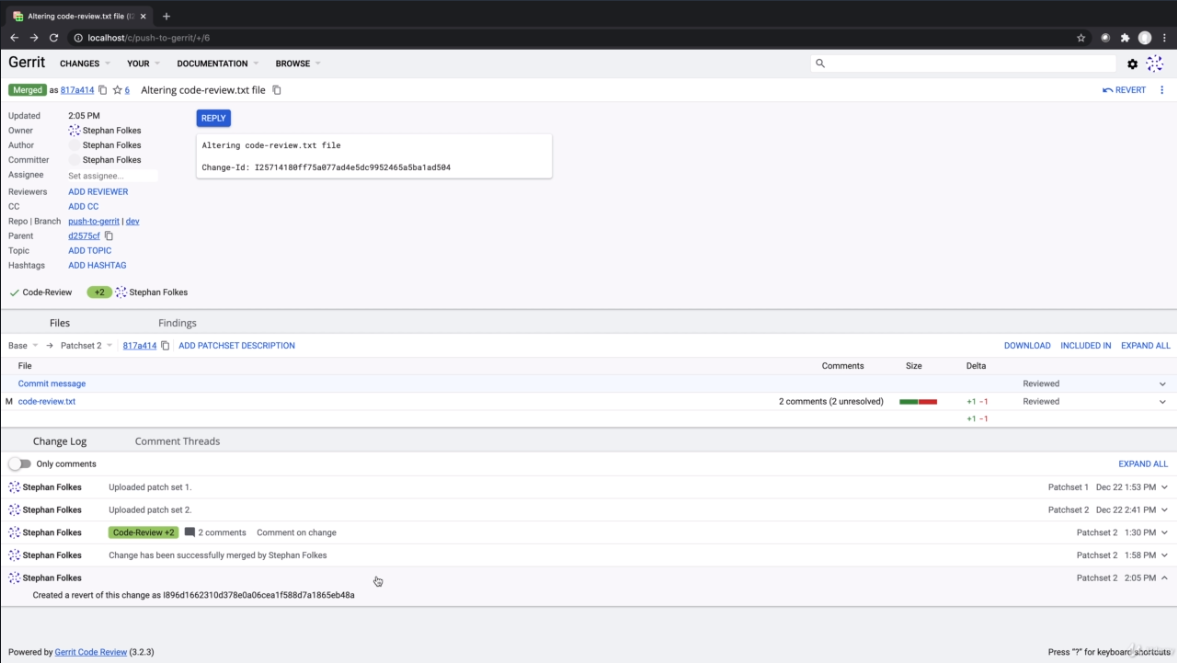 Altering code-review.txt file (
localhost/c/push-to-gerrit/+/6
Gerrit CHANGES YOUR DOCUMENTATION BROWSE
Merged as 817a414 6 Altering code-review.txt file REVERT
Updated 2:05 PM
REPLY
Owner Stephan Folkes
Author Stephan Folkes
Committer Stephan Folkes
Assignee Set assignee...
Reviewers ADD REVIEWER
CC ADD CC
Repo | Branch push-to-gerrit | dev
Parent d2575cf
Topic ADD TOPIC
Hashtags ADD HASHTAG
Altering code-review.txt file
Change-Id: I25714180ff75a077ad4e5dc9952465a5ba1ad504
Code-Review +2 Stephan Folkes
Files Findings
Base → Patchset 2 817a414 ADD PATCHSET DESCRIPTION DOWNLOAD INCLUDED IN EXPAND ALL
File Comments Size Delta
Commit message Reviewed
M code-review.txt 2 comments (2 unresolved) +1 -1 Reviewed
+1 -1
Change Log Comment Threads
Only comments EXPAND ALL
Stephan Folkes Uploaded patch set 1. Patchset 1 Dec 22 1:53 PM
Stephan Folkes Uploaded patch set 2. Patchset 2 Dec 22 2:41 PM
Stephan Folkes Code-Review +2 2 comments Comment on change Patchset 2 1:30 PM
Stephan Folkes Change has been successfully merged by Stephan Folkes Patchset 2 1:58 PM
Stephan Folkes Patchset 2 2:05 PM
Created a revert of this change as I896d1662310d378e0a06cea1f588d7a1865eb48a
Powered by Gerrit Code Review (3.2.3) Press "?" for keyboard shortcuts